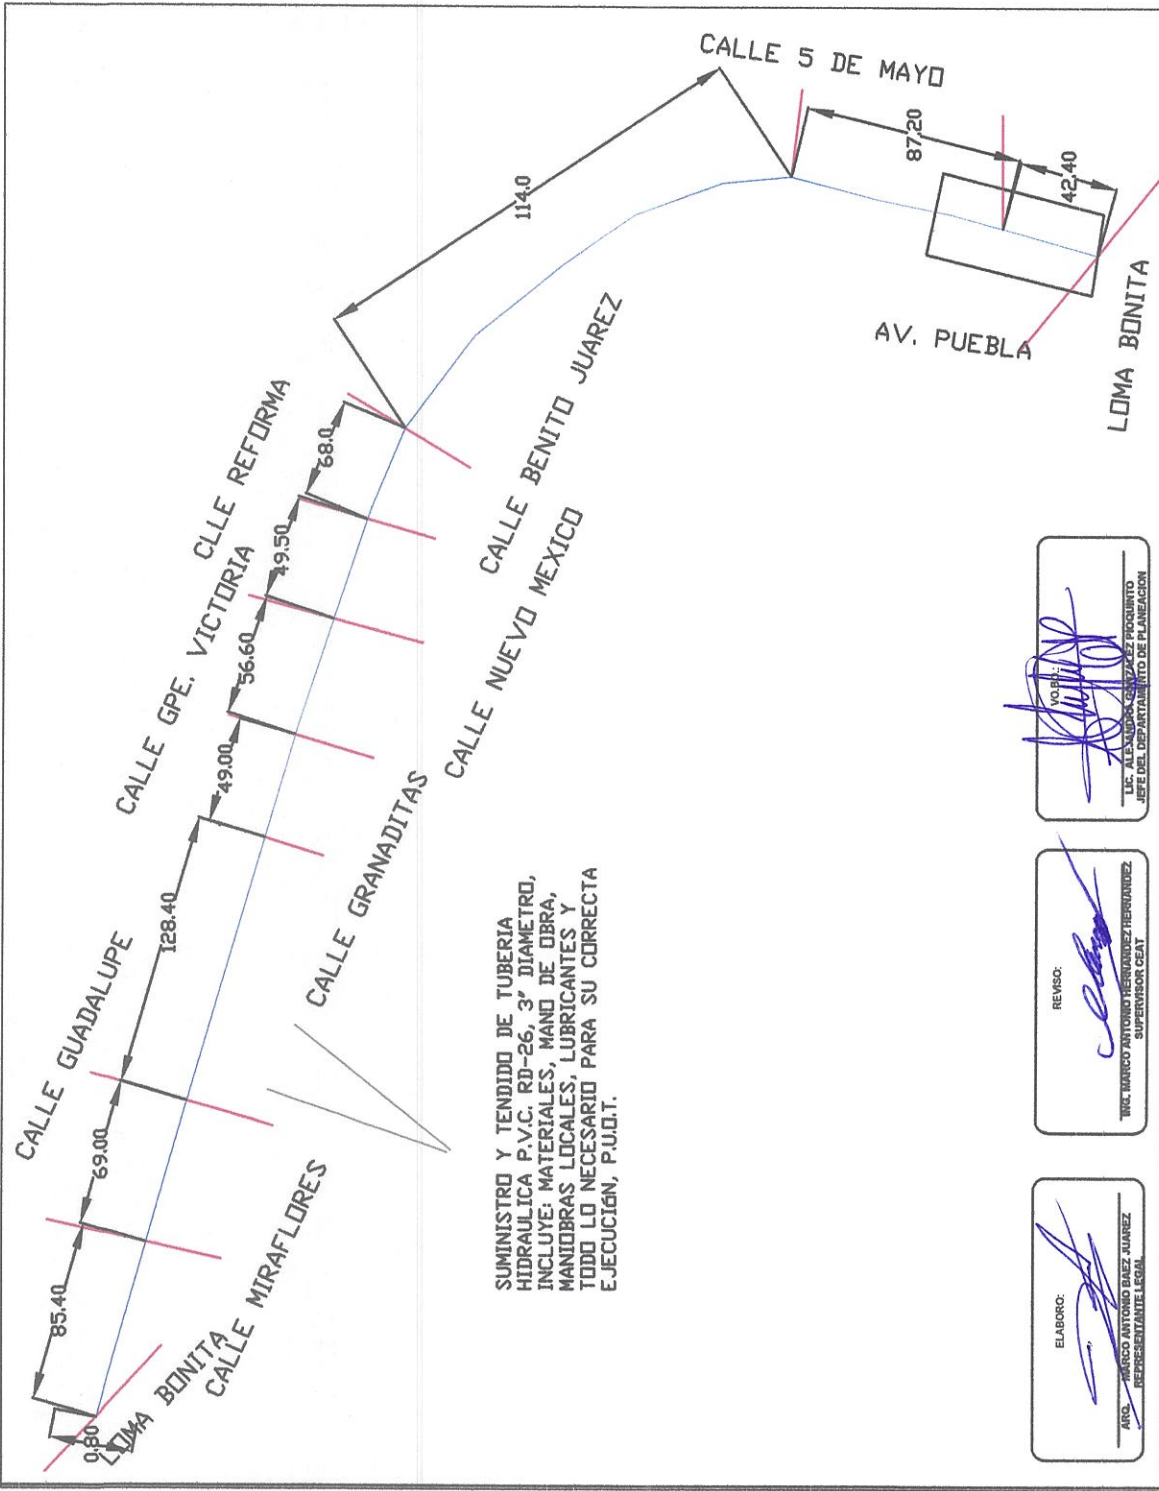 CALLE 5 DE MAYO
87.20
42.40
114.0
AV. PUEBLA
LOMA BONITA
CLLE REFORMA
68.0
CALLE BENITO JUAREZ
49.50
CALLE GPE. VICTORIA
56.60
CALLE NUEVO MEXICO
49.00
CALLE GRANADITAS
128.40
CALLE GUADALUPE
69.00
CALLE MIRAFLORES
85.40
LOMA BONITA
0.80
SUMINISTRO Y TENDIDO DE TUBERIA
HIDRAULICA P.V.C. RD-26, 3" DIAMETRO,
INCLUYE: MATERIALES, MANO DE OBRA,
MANIOBRAS LOCALES, LUBRICANTES Y
TODO LO NECESARIO PARA SU CORRECTA
EJECUCIÓN, P.U.O.T.
ELABORO:
ARQ. MARCO ANTONIO BAEZ JUAREZ
REPRESENTANTE LEGAL
REVISO:
ING. MARCO ANTONIO HERNANDEZ HERNANDEZ
SUPERVISOR CEAT
VO.BO.:
LIC. ALEJANDRA GONZALEZ PIOQUINTO
JEFE DEL DEPARTAMENTO DE PLANEACION